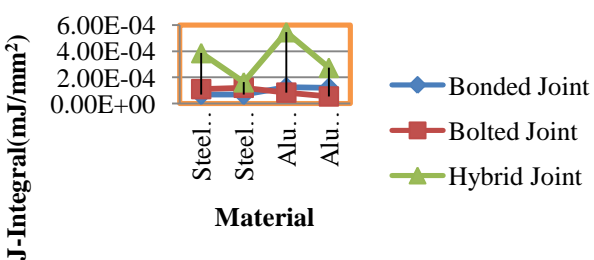 J-Integral(mJ/mm²)
6.00E-04
4.00E-04
2.00E-04
0.00E+00
Steel..
Steel..
Alu..
Alu..
Material
Bonded Joint
Bolted Joint
Hybrid Joint